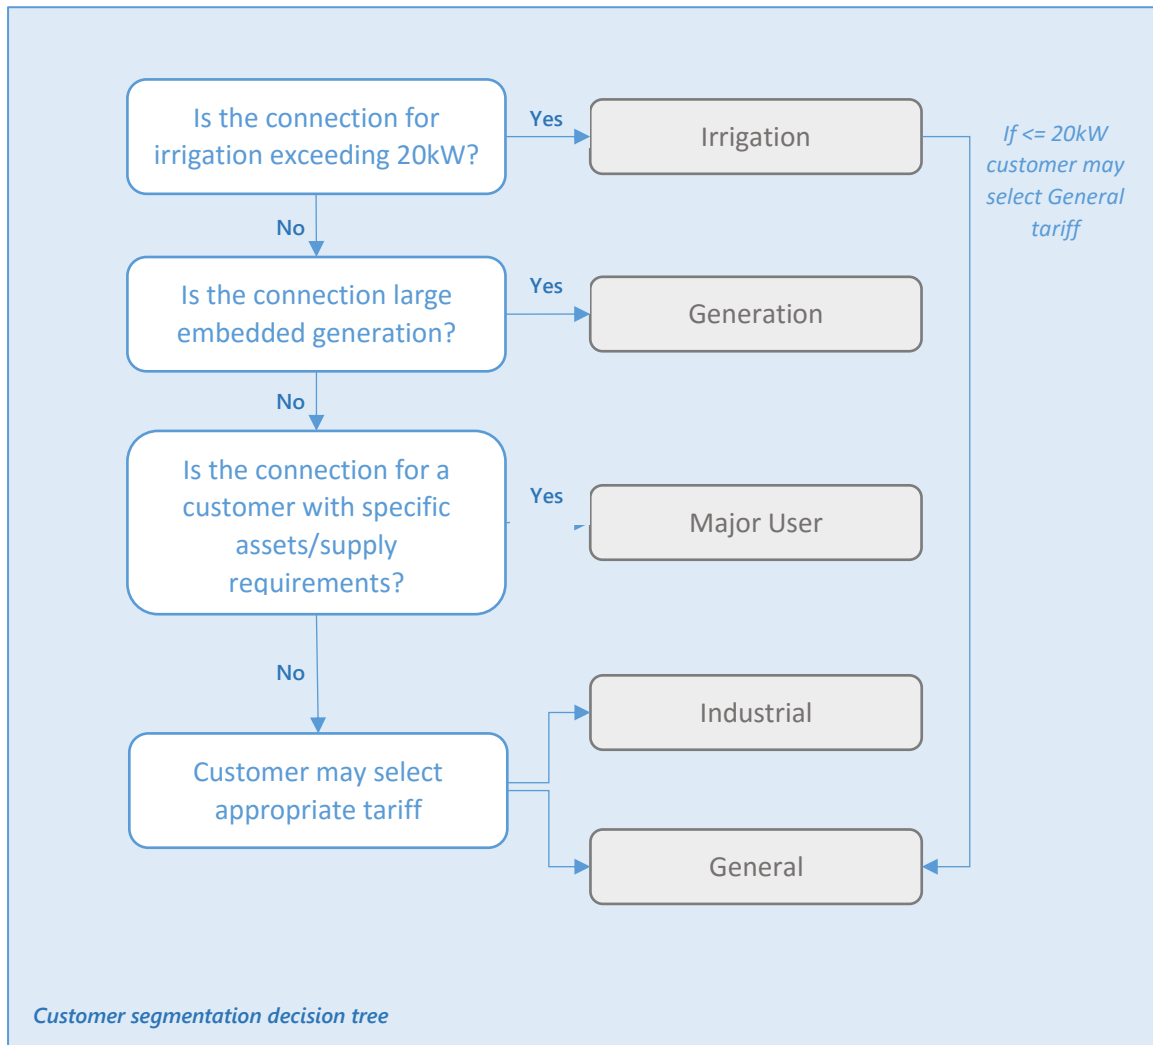 Is the connection for
irrigation exceeding 20kW?
Yes
Irrigation
If <= 20kW
customer may
select General
tariff
No
Is the connection large
embedded generation?
Yes
Generation
No
Is the connection for a
customer with specific
assets/supply
requirements?
Yes
Major User
No
Industrial
Customer may select
appropriate tariff
General
Customer segmentation decision tree